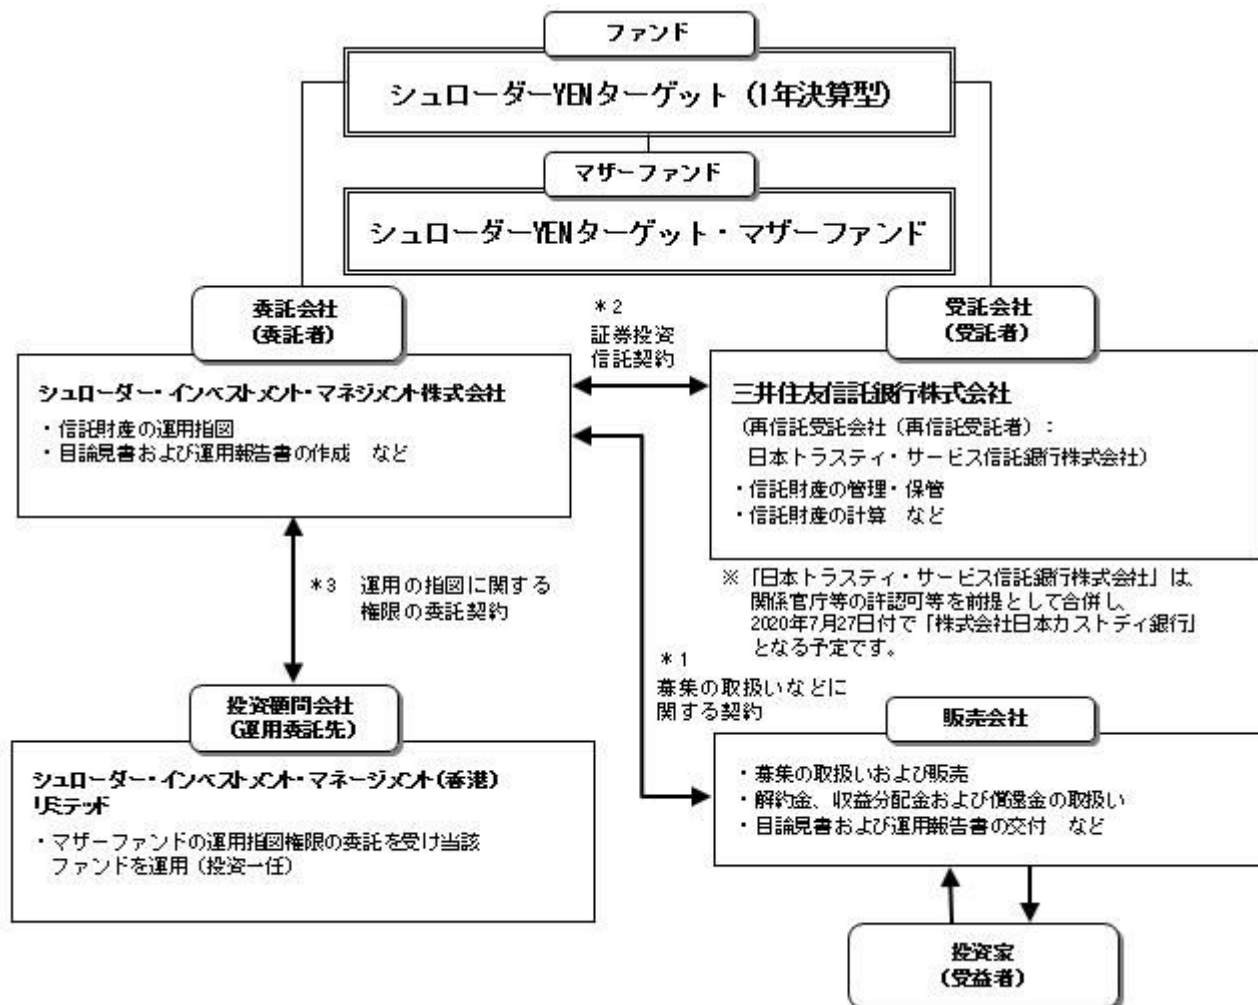 ファンド
シュローダーYENターゲット(1年決算型)
マザーファンド
シュローダーYENターゲット・マザーファンド
委託会社
(委託者)
シュローダー・インベストメント・マネジメント株式会社
・信託財産の運用指図
・目論見書および運用報告書の作成 など
*2
証券投資
信託契約
受託会社
(受託者)
三井住友信託銀行株式会社
(再信託受託会社(再信託受託者):
日本トラスティ・サービス信託銀行株式会社)
・信託財産の管理・保管
・信託財産の計算 など
※「日本トラスティ・サービス信託銀行株式会社」は、
関係官庁等の許認可等を前提として合併し、
2020年7月27日付で「株式会社日本カストディ銀行」
となる予定です。
*3 運用の指図に関する
権限の委託契約
*1
募集の取扱いなどに
関する契約
投資顧問会社
(運用委託先)
シュローダー・インベストメント・マネージメント(香港)
リミテッド
・マザーファンドの運用指図権限の委託を受け当該
ファンドを運用(投資一任)
販売会社
・募集の取扱いおよび販売
・解約金、収益分配金および償還金の取扱い
・目論見書および運用報告書の交付 など
投資家
(受益者)